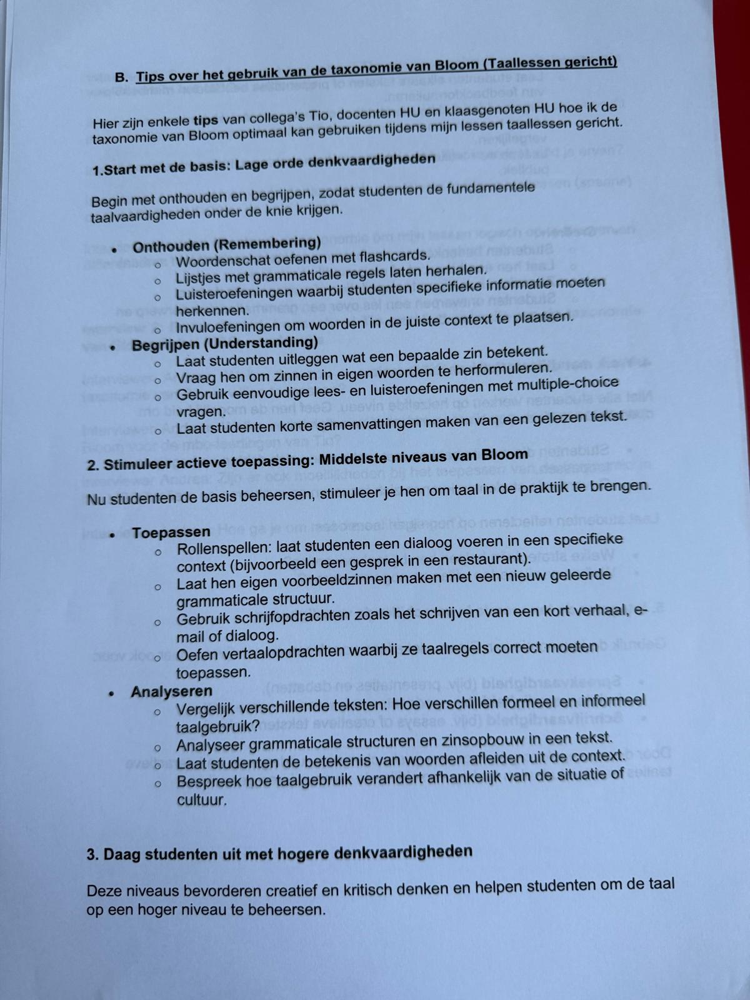 B. Tips over het gebruik van de taxonomie van Bloom (Taallessen gericht)
Hier zijn enkele tips van collega's Tio, docenten HU en klaasgenoten HU hoe ik de
taxonomie van Bloom optimaal kan gebruiken tijdens mijn lessen taallessen gericht.
1.Start met de basis: Lage orde denkvaardigheden
Begin met onthouden en begrijpen, zodat studenten de fundamentele
taalvaardigheden onder de knie krijgen.
• Onthouden (Remembering)
○ Woordenschat oefenen met flashcards.
○ Lijstjes met grammaticale regels laten herhalen.
○ Luisteroefeningen waarbij studenten specifieke informatie moeten
herkennen.
○ Invuloefeningen om woorden in de juiste context te plaatsen.
• Begrijpen (Understanding)
○ Laat studenten uitleggen wat een bepaalde zin betekent.
○ Vraag hen om zinnen in eigen woorden te herformuleren.
○ Gebruik eenvoudige lees- en luisteroefeningen met multiple-choice
vragen.
○ Laat studenten korte samenvattingen maken van een gelezen tekst.
2. Stimuleer actieve toepassing: Middelste niveaus van Bloom
Nu studenten de basis beheersen, stimuleer je hen om taal in de praktijk te brengen.
• Toepassen
○ Rollenspellen: laat studenten een dialoog voeren in een specifieke
context (bijvoorbeeld een gesprek in een restaurant).
○ Laat hen eigen voorbeeldzinnen maken met een nieuw geleerde
grammaticale structuur.
○ Gebruik schrijfopdrachten zoals het schrijven van een kort verhaal, e-
mail of dialoog.
○ Oefen vertaalopdrachten waarbij ze taalregels correct moeten
toepassen.
• Analyseren
○ Vergelijk verschillende teksten: Hoe verschillen formeel en informeel
taalgebruik?
○ Analyseer grammaticale structuren en zinsopbouw in een tekst.
○ Laat studenten de betekenis van woorden afleiden uit de context.
○ Bespreek hoe taalgebruik verandert afhankelijk van de situatie of
cultuur.
3. Daag studenten uit met hogere denkvaardigheden
Deze niveaus bevorderen creatief en kritisch denken en helpen studenten om de taal
op een hoger niveau te beheersen.